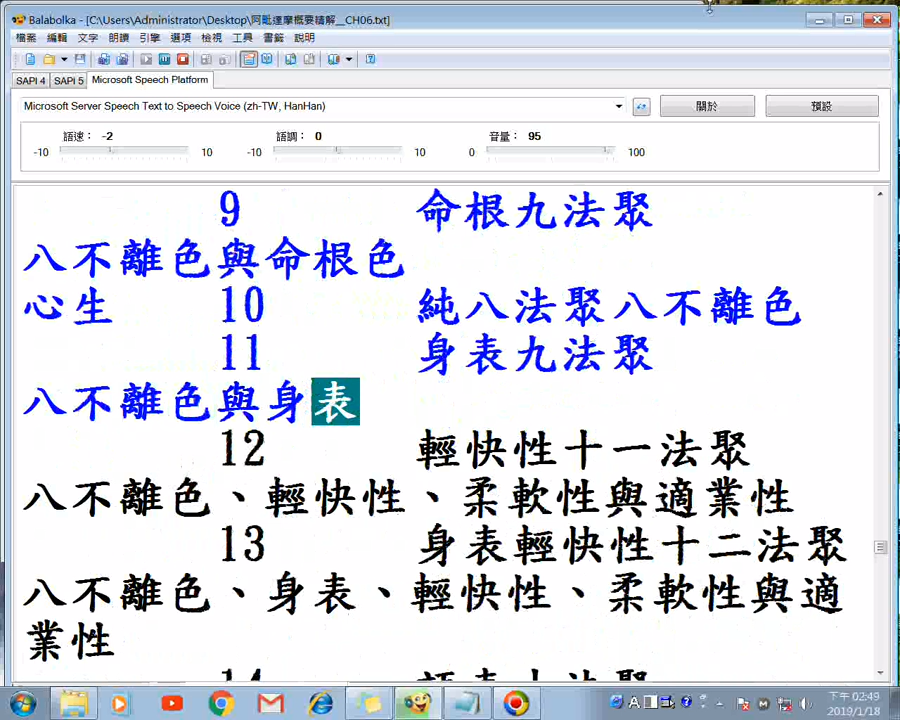 Balabolka - [C:\Users\Administrator\Desktop\阿毗達摩概要精解__CH06.txt]
檔案 編輯 文字 朗讀 引擎 選項 檢視 工具 書籤 說明
SAPI 4 SAPI 5 Microsoft Speech Platform
Microsoft Server Speech Text to Speech Voice (zh-TW, HanHan) 關於 預設
語速： -2 語調： 0 音量： 95
-10 10 -10 10 0 100
9 命根九法聚
八不離色與命根色
心生 10 純八法聚八不離色
11 身表九法聚
八不離色與身表
12 輕快性十一法聚
八不離色、輕快性、柔軟性與適業性
13 身表輕快性十二法聚
八不離色、身表、輕快性、柔軟性與適
業性
下午 02:49
2019/1/18